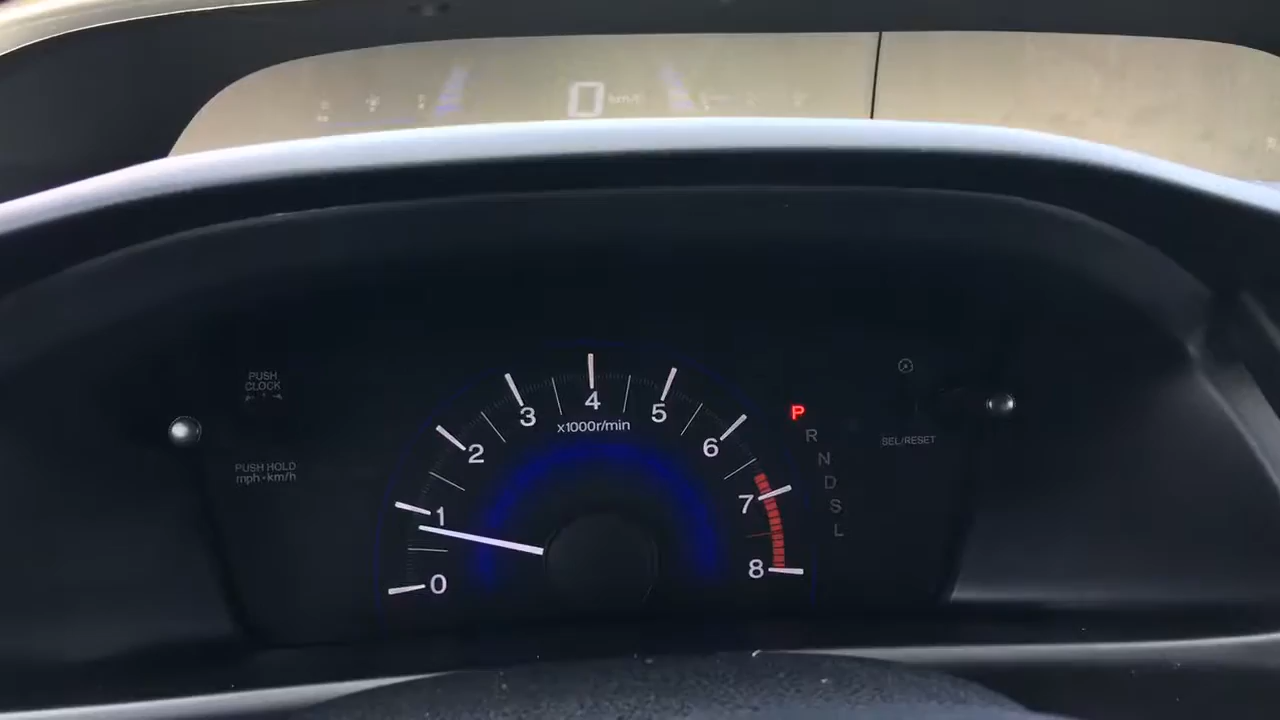 0 km/h
PUSH
CLOCK
PUSH HOLD
mph·km/h
0
1
2
3
4
5
6
7
8
x1000r/min
P
R
N
D
S
L
SEL/RESET